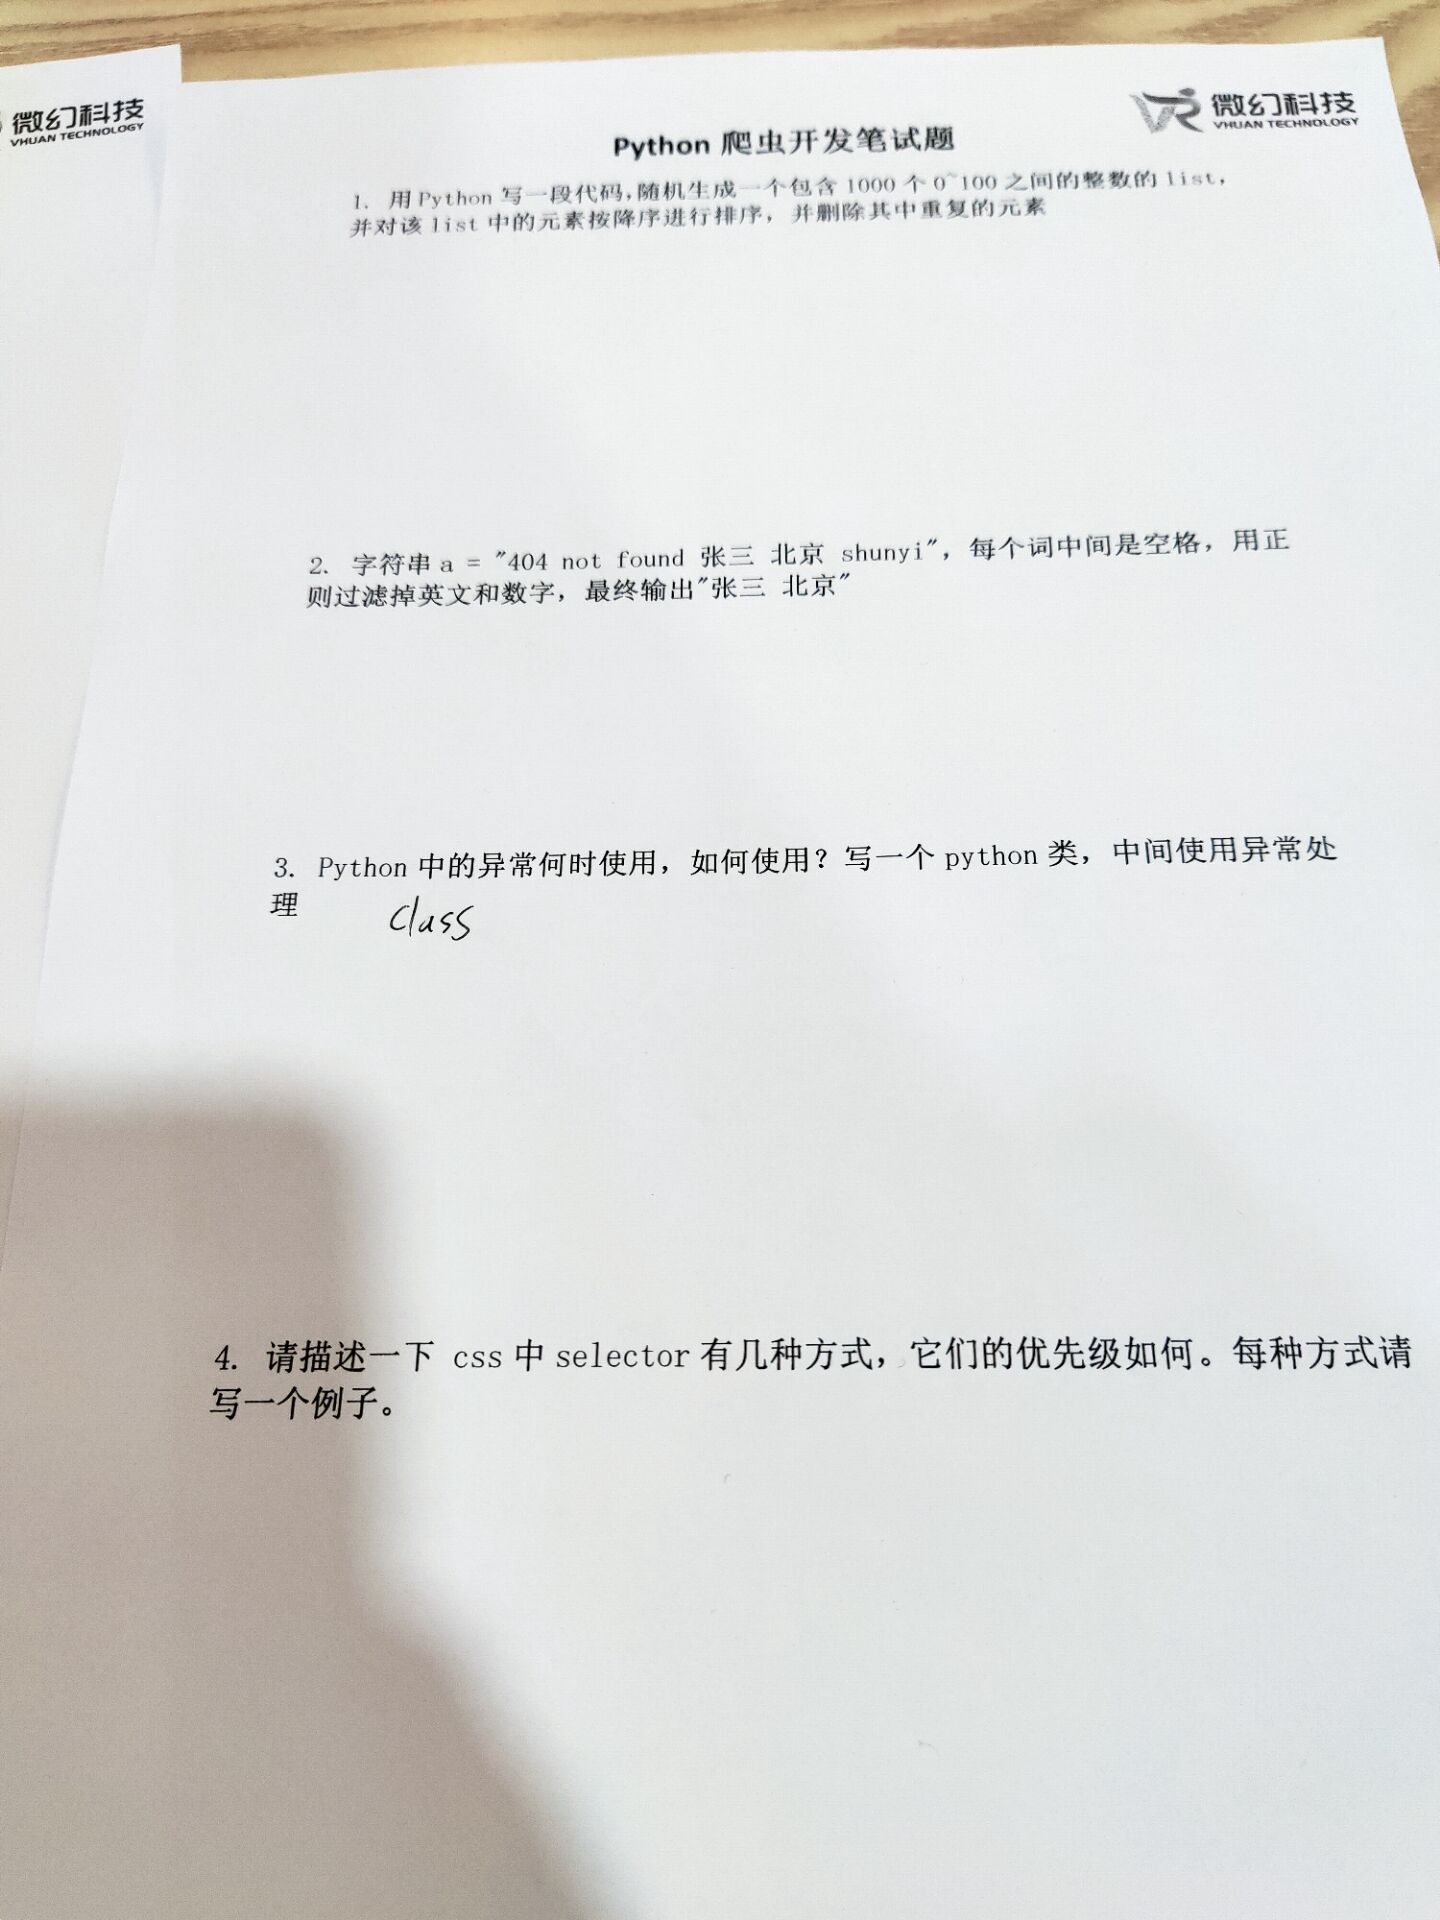 微幻科技
VHUAN TECHNOLOGY
VR 微幻科技
VHUAN TECHNOLOGY
Python 爬虫开发笔试题
1. 用 Python 写一段代码,随机生成一个包含 1000 个 0~100 之间的整数的 list,
并对该 list 中的元素按降序进行排序，并删除其中重复的元素
2. 字符串 a = "404 not found 张三 北京 shunyi"，每个词中间是空格，用正
则过滤掉英文和数字，最终输出"张三 北京"
3. Python 中的异常何时使用，如何使用？写一个 python 类，中间使用异常处
理
class
4. 请描述一下 css 中 selector 有几种方式，它们的优先级如何。每种方式请
写一个例子。